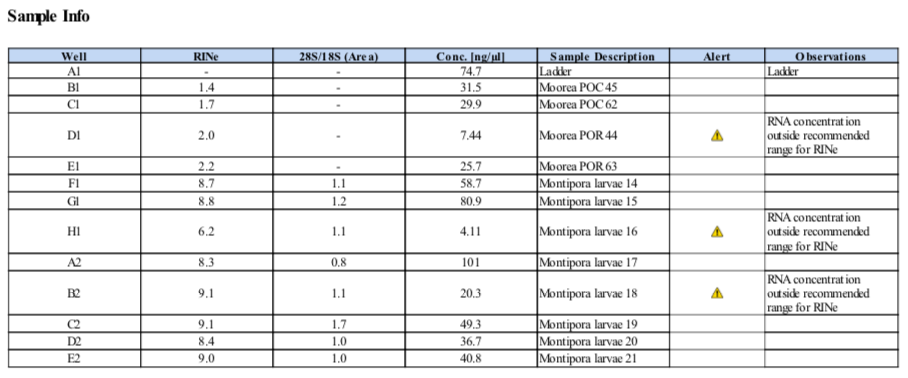 Sample Info
Well RINe 28S/18S (Area) Conc. [ng/µl] Sample Description Alert Observations
A1 - - 74.7 Ladder Ladder
B1 1.4 - 31.5 Moorea POC 45
C1 1.7 - 29.9 Moorea POC 62
D1 2.0 - 7.44 Moorea POR 44 RNA concentration
outside recommended
range for RINe
E1 2.2 - 25.7 Moorea POR 63
F1 8.7 1.1 58.7 Montipora larvae 14
G1 8.8 1.2 80.9 Montipora larvae 15
H1 6.2 1.1 4.11 Montipora larvae 16 RNA concentration
outside recommended
range for RINe
A2 8.3 0.8 101 Montipora larvae 17
B2 9.1 1.1 20.3 Montipora larvae 18 RNA concentration
outside recommended
range for RINe
C2 9.1 1.7 49.3 Montipora larvae 19
D2 8.4 1.0 36.7 Montipora larvae 20
E2 9.0 1.0 40.8 Montipora larvae 21